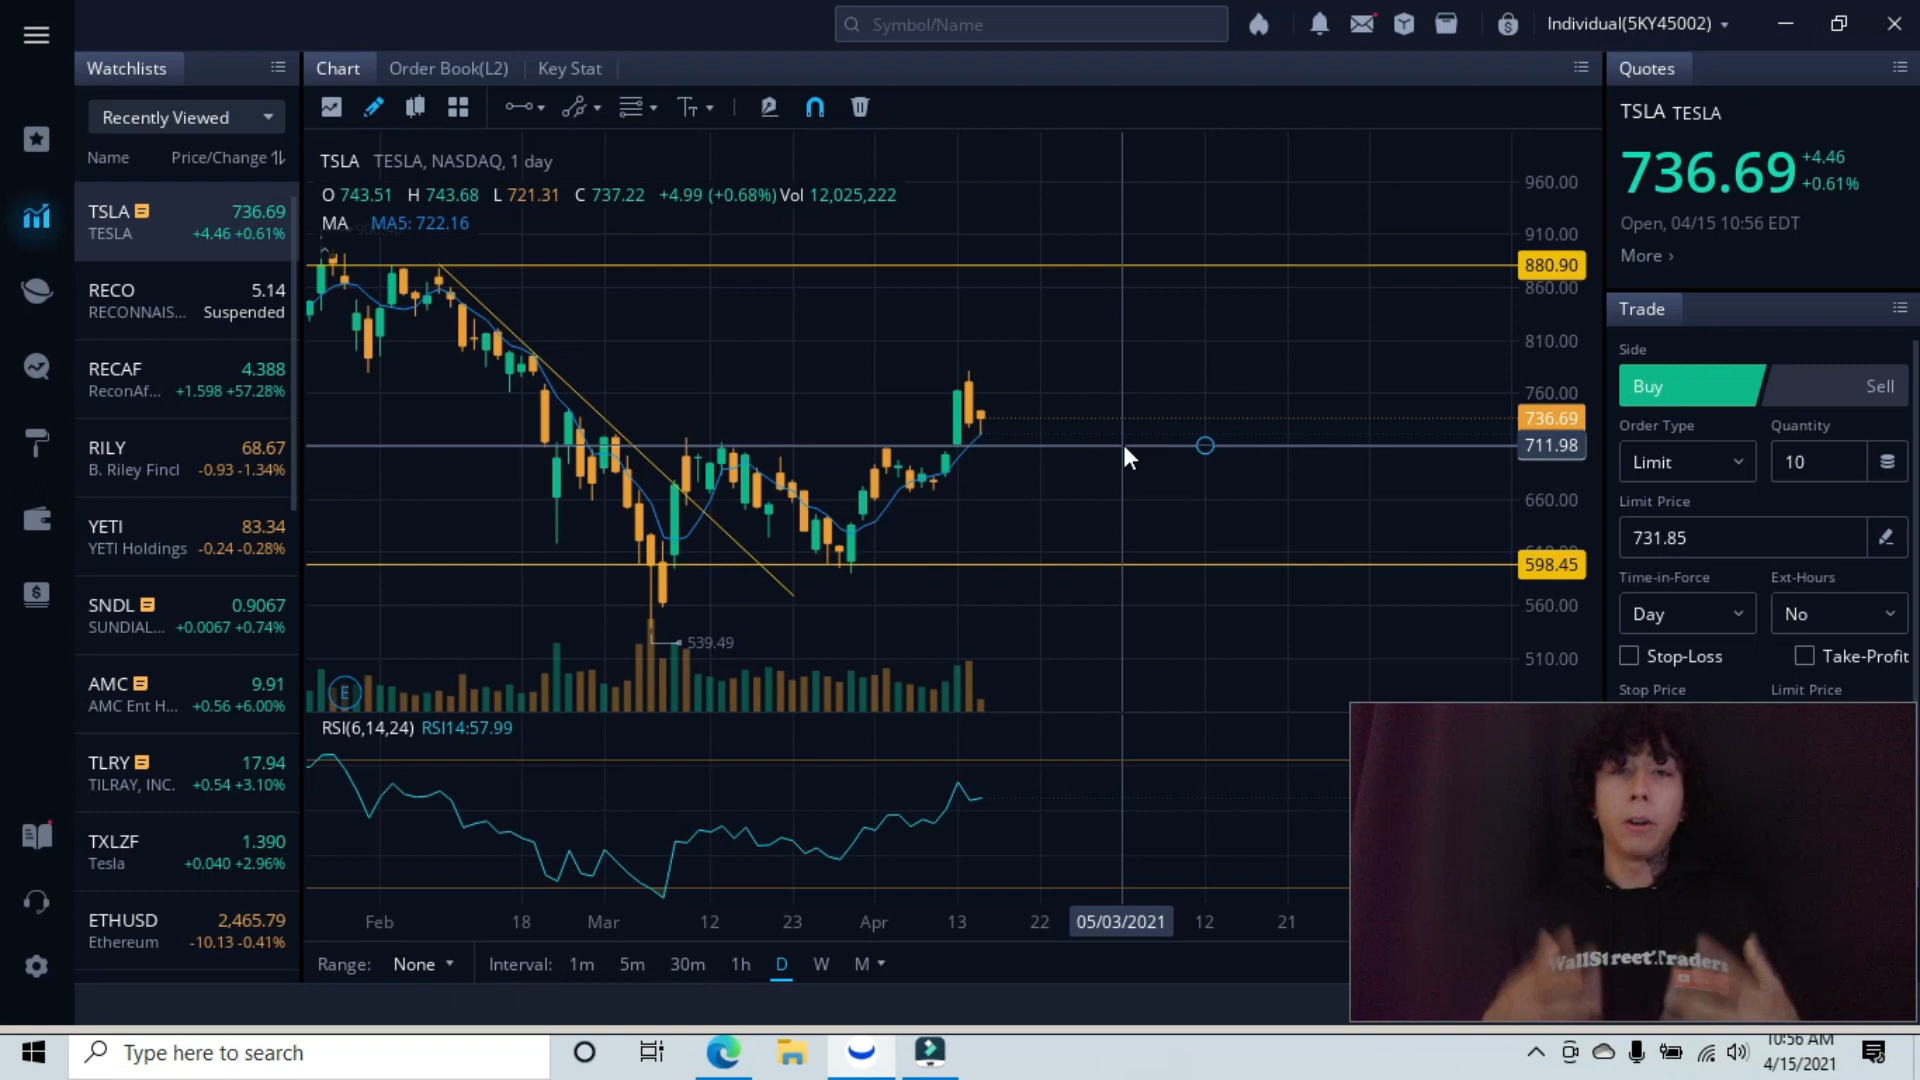 Symbol/Name
Individual(5KY45002)
Watchlists
Recently Viewed
Name Price/Change
TSLA 736.69
TESLA +4.46 +0.61%
RECO 5.14
RECONNAIS... Suspended
RECAF 4.388
ReconAf... +1.598 +57.28%
RILY 68.67
B. Riley Fincl -0.93 -1.34%
YETI 83.34
YETI Holdings -0.24 -0.28%
SNDL 0.9067
SUNDIAL... +0.0067 +0.74%
AMC 9.91
AMC Ent H... +0.56 +6.00%
TLRY 17.94
TILRAY, INC. +0.54 +3.10%
TXLZF 1.390
Tesla +0.040 +2.96%
ETHUSD 2,465.79
Ethereum -10.13 -0.41%
Chart Order Book(L2) Key Stat
TSLA TESLA, NASDAQ, 1 day
O 743.51 H 743.68 L 721.31 C 737.22 +4.99 (+0.68%) Vol 12,025,222
MA MA5: 722.16
960.00
910.00
880.90
860.00
810.00
760.00
736.69
711.98
660.00
598.45
560.00
539.49
510.00
E
RSI(6,14,24) RSI14:57.99
Feb 18 Mar 12 23 Apr 13 22 05/03/2021 12 21
Range: None Interval: 1m 5m 30m 1h D W M
Quotes
TSLA TESLA
736.69 +4.46
+0.61%
Open, 04/15 10:56 EDT
More ›
Trade
Side
Buy Sell
Order Type Quantity
Limit 10
Limit Price
731.85
Time-in-Force Ext-Hours
Day No
Stop-Loss Take-Profit
Stop Price Limit Price
WallStreet.Traders
Type here to search
10:56 AM
4/15/2021